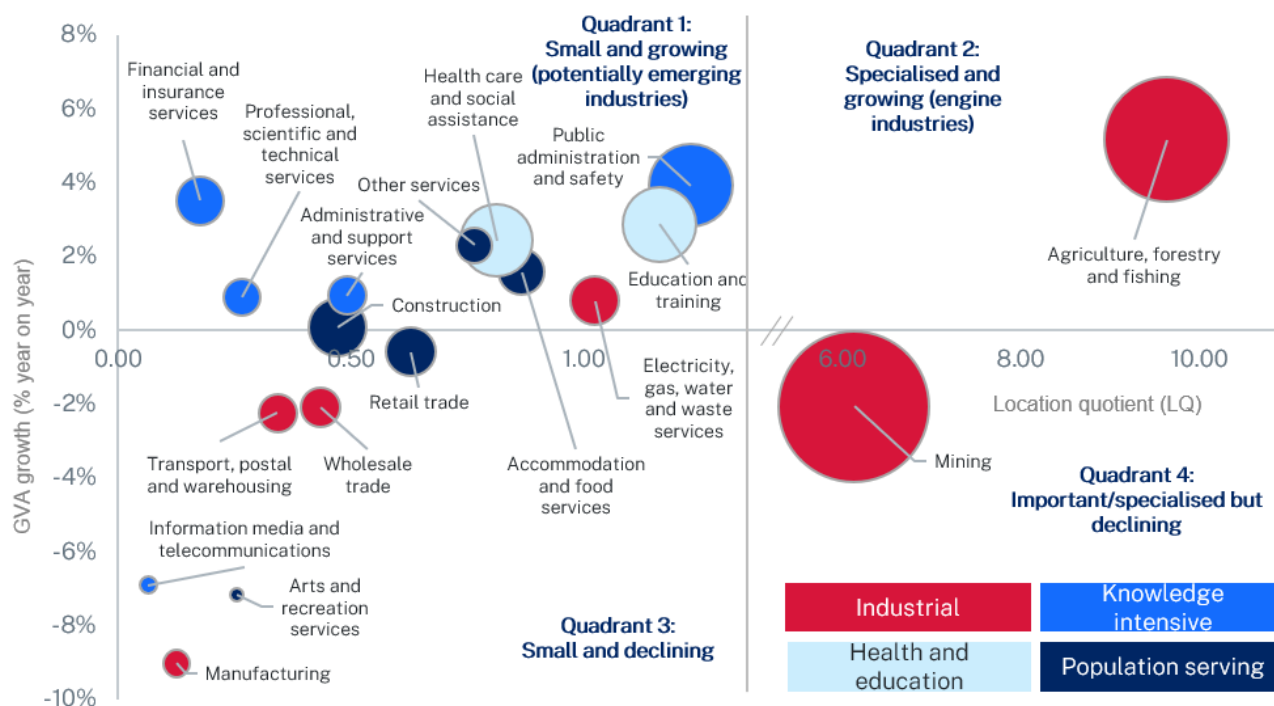 8%
6%
4%
2%
0%
-2%
-4%
-6%
-8%
-10%
GVA growth (% year on year)
0.00
0.50
1.00
6.00
8.00
10.00
Location quotient (LQ)
Quadrant 1:
Small and growing
(potentially emerging
industries)
Quadrant 2:
Specialised and
growing (engine
industries)
Financial and
insurance
services
Professional,
scientific and
technical
services
Health care
and social
assistance
Public
administration
and safety
Other services
Administrative
and support
services
Construction
Education and
training
Agriculture, forestry
and fishing
Retail trade
Electricity,
gas, water
and waste
services
Transport, postal
and warehousing
Wholesale
trade
Accommodation
and food
services
Mining
Quadrant 4:
Important/specialised but
declining
Information media and
telecommunications
Arts and
recreation
services
Manufacturing
Quadrant 3:
Small and declining
Industrial
Knowledge
intensive
Health and
education
Population serving